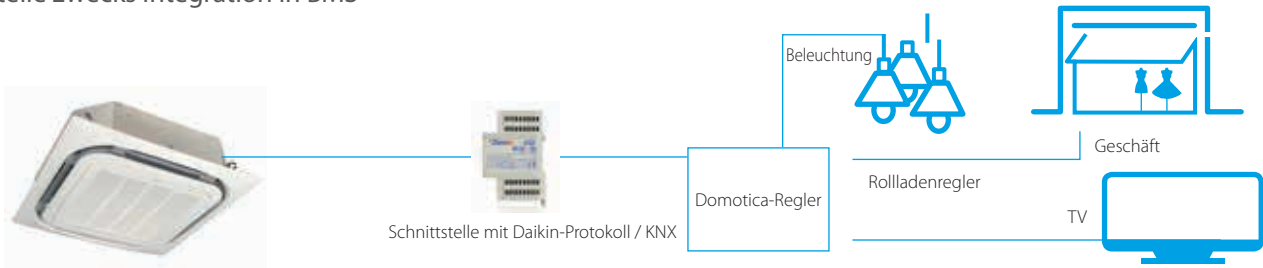 Beleuchtung
Geschäft
Rollladenregler
Domotica-Regler
TV
Schnittstelle mit Daikin-Protokoll / KNX